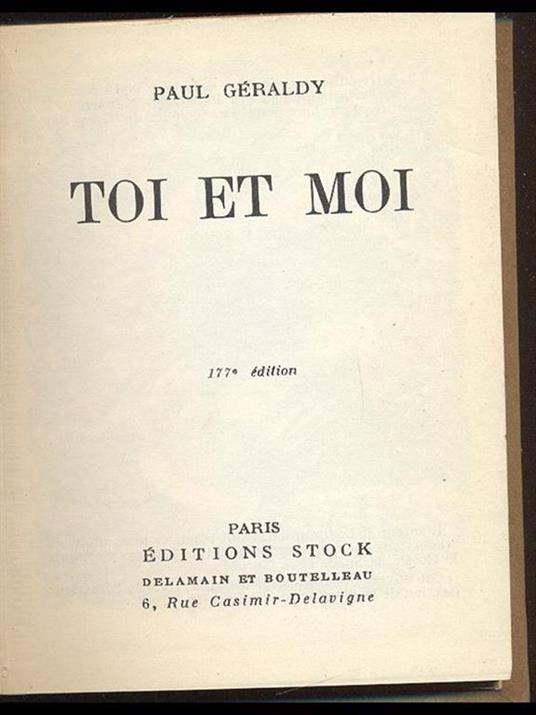 PAUL GÉRALDY
TOI ET MOI
177e édition
PARIS
ÉDITIONS STOCK
DELAMAIN ET BOUTELLEAU
6, Rue Casimir-Delavigne